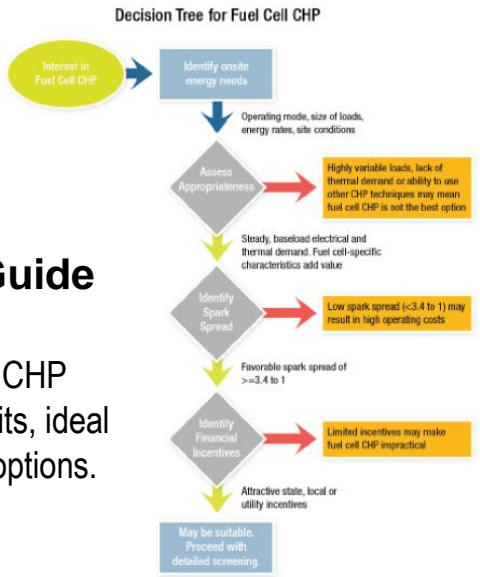 Decision Tree for Fuel Cell CHP
Interest in
Fuel Cell CHP
Identify onsite
energy needs
Operating mode, size of loads,
energy rates, site conditions
Assess
Appropriateness
Highly variable loads, lack of
thermal demand or ability to use
other CHP techniques may mean
fuel cell CHP is not the best option
Steady, baseload electrical and
thermal demand. Fuel cell-specific
characteristics add value
Guide
Identify
Spark
Spread
Low spark spread (<3.4 to 1) may
result in high operating costs
CHP
its, ideal
options.
Favorable spark spread of
>=3.4 to 1
Identify
Financial
Incentives
Limited incentives may make
fuel cell CHP impractical
Attractive state, local or
utility incentives
May be suitable.
Proceed with
detailed screening.